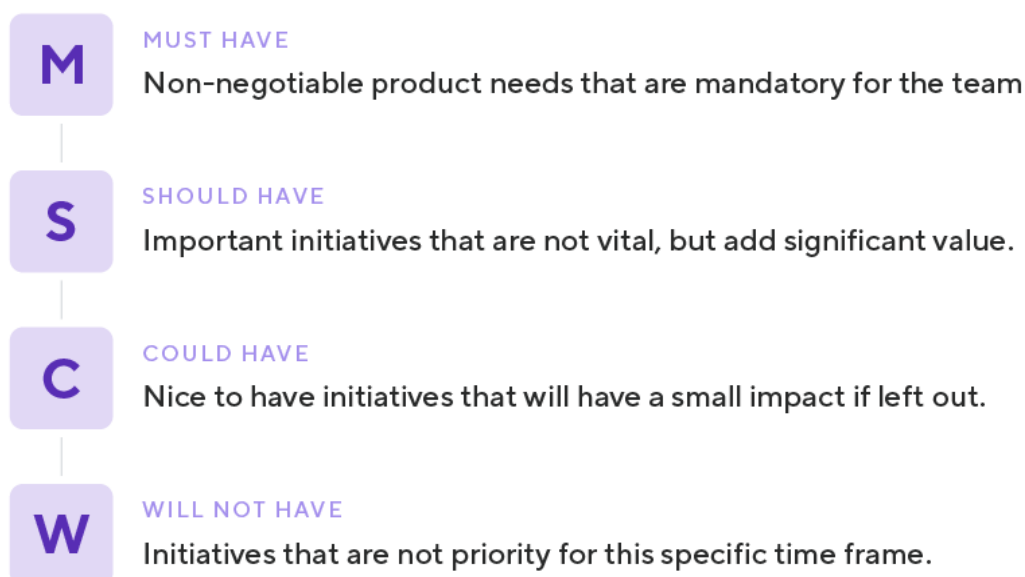 M
MUST HAVE
Non-negotiable product needs that are mandatory for the team
S
SHOULD HAVE
Important initiatives that are not vital, but add significant value.
C
COULD HAVE
Nice to have initiatives that will have a small impact if left out.
W
WILL NOT HAVE
Initiatives that are not priority for this specific time frame.